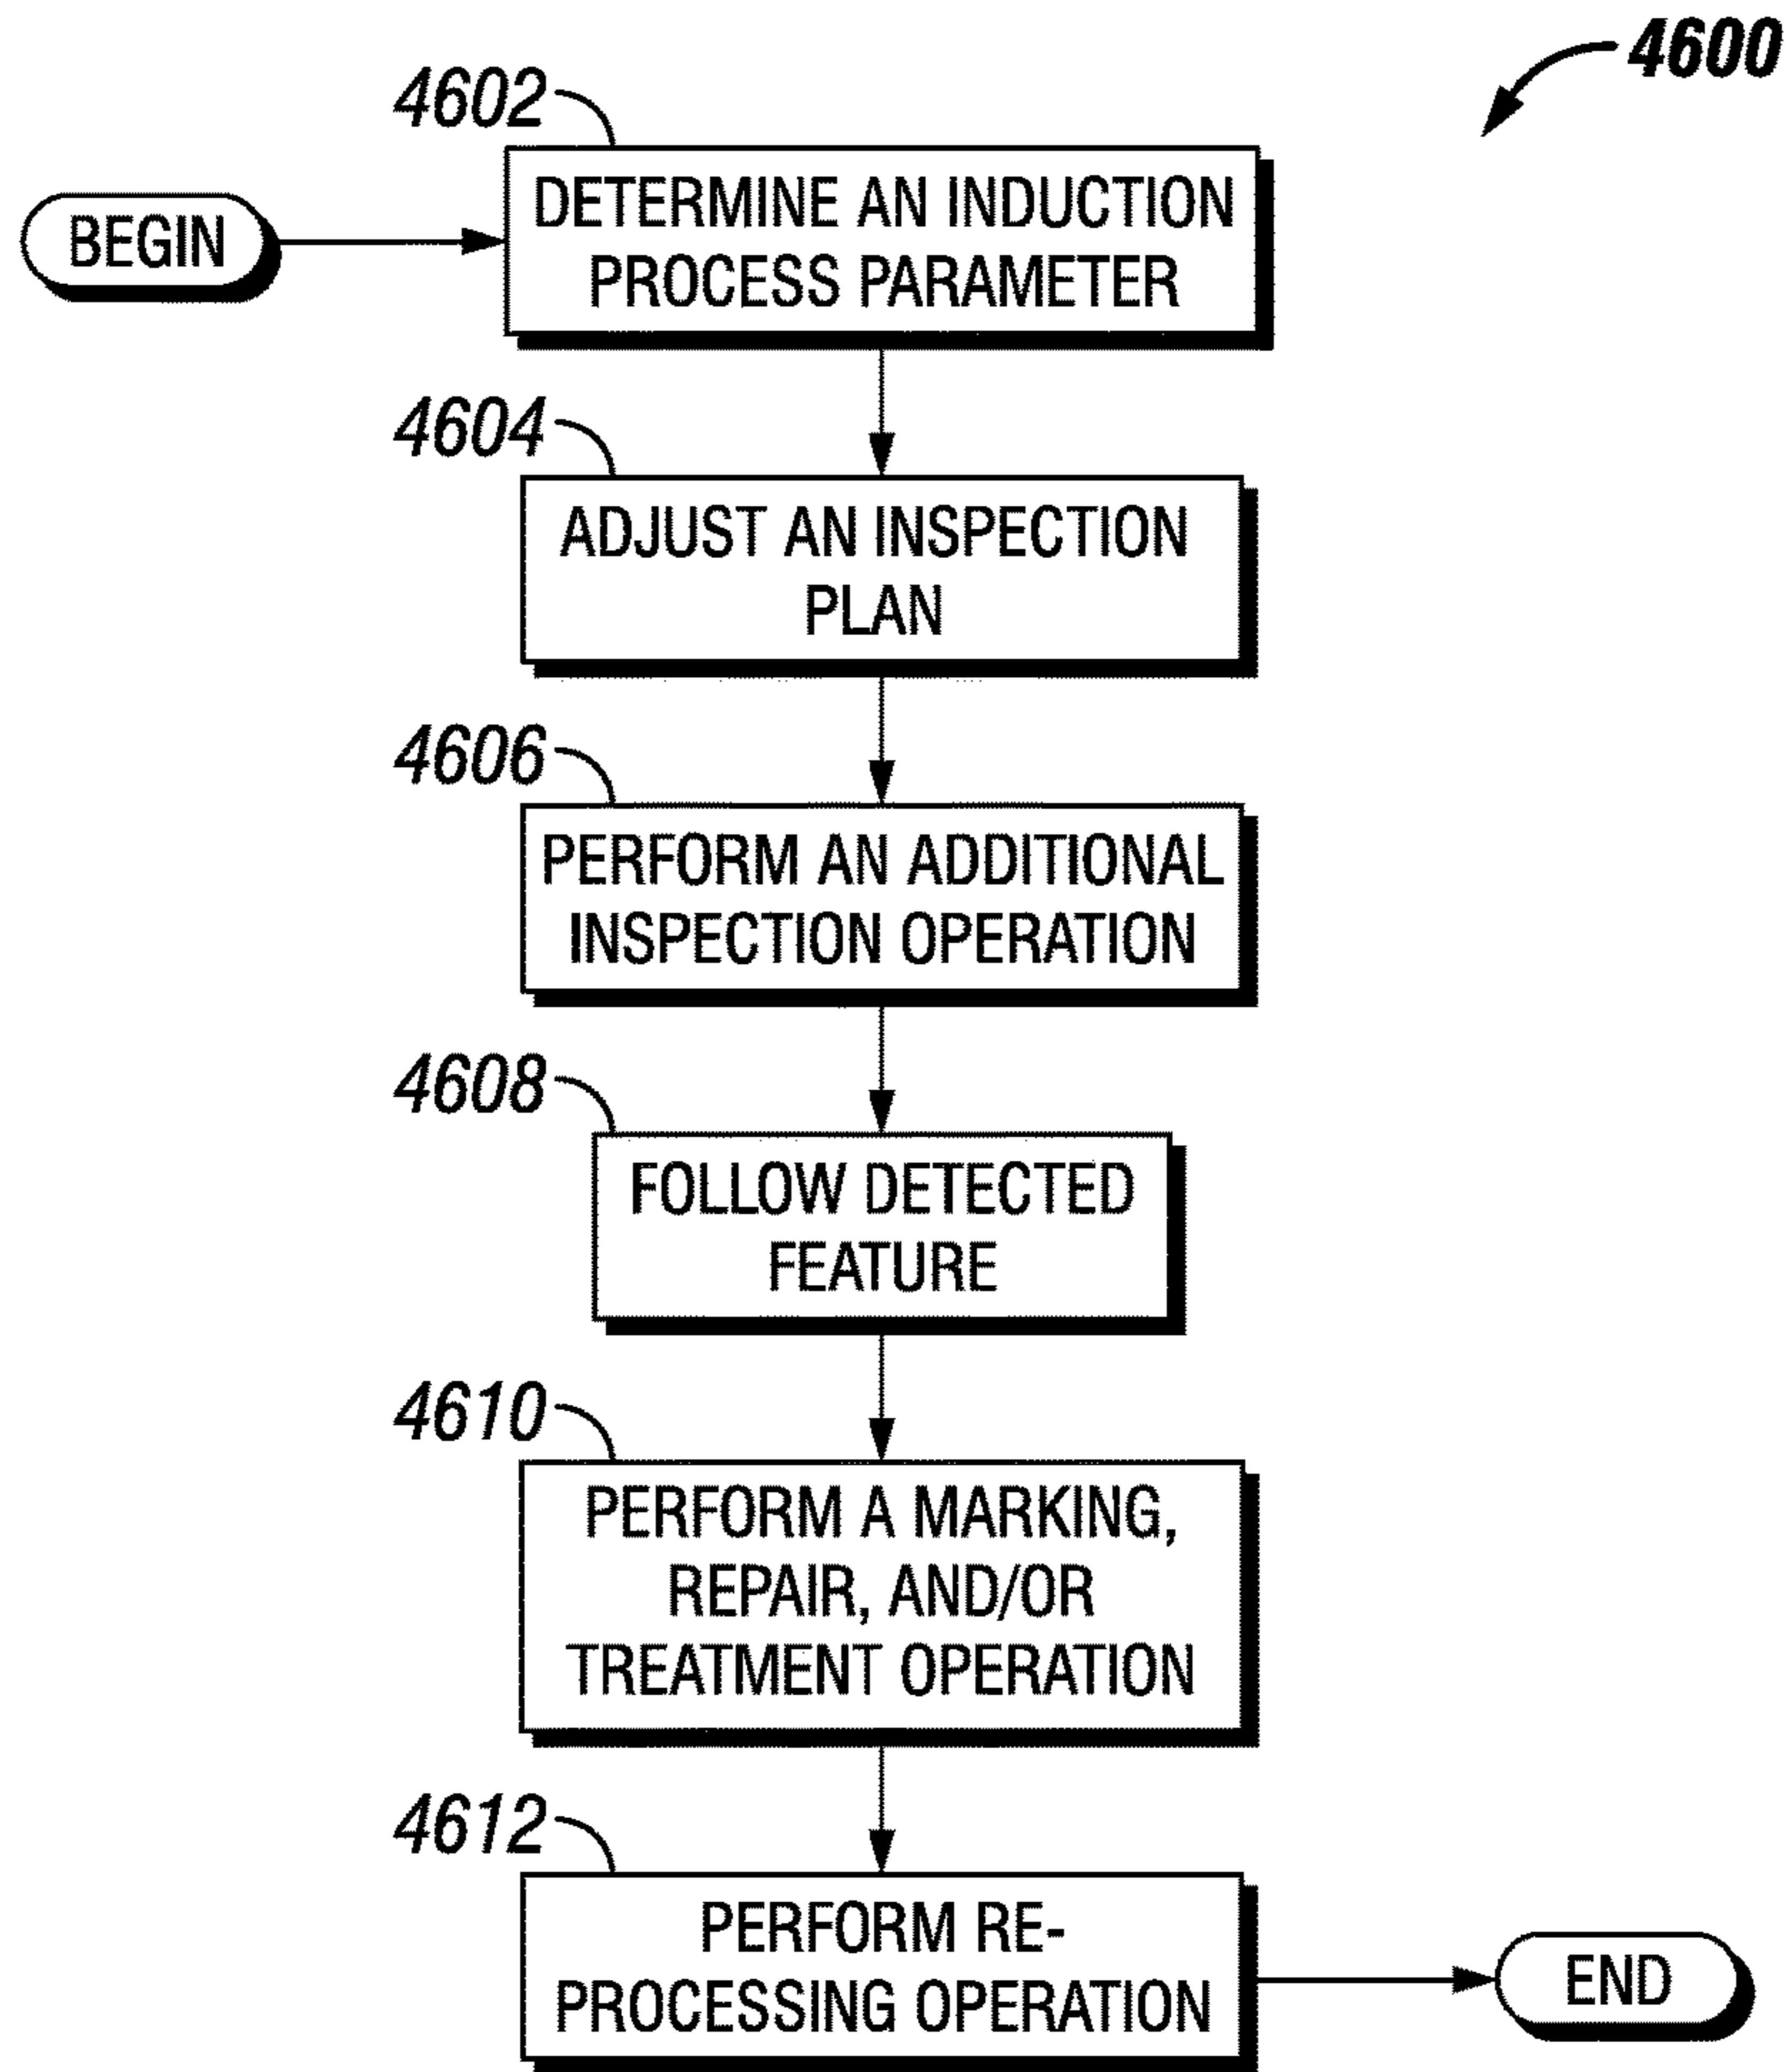 4600
4602
BEGIN
DETERMINE AN INDUCTION
PROCESS PARAMETER
4604
ADJUST AN INSPECTION
PLAN
4606
PERFORM AN ADDITIONAL
INSPECTION OPERATION
4608
FOLLOW DETECTED
FEATURE
4610
PERFORM A MARKING,
REPAIR, AND/OR
TREATMENT OPERATION
4612
PERFORM RE-
PROCESSING OPERATION
END